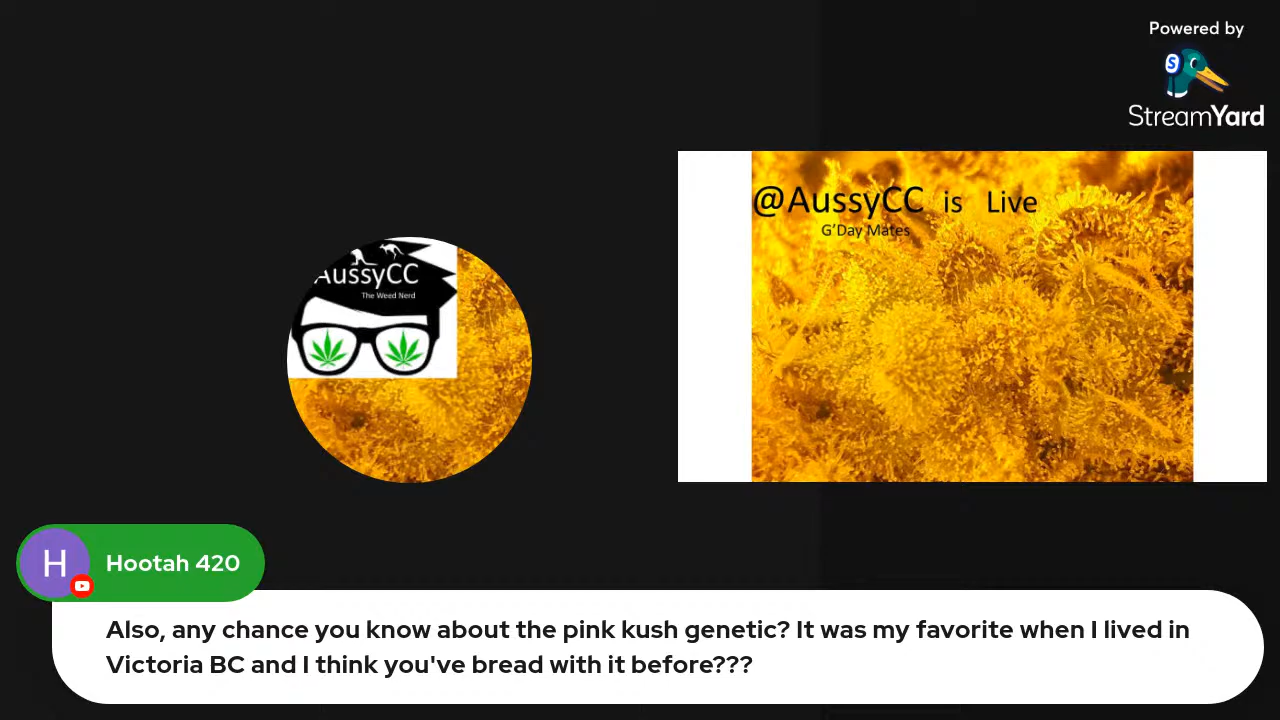 Powered by
S
StreamYard
@AussyCC is Live
G'Day Mates
AussyCC
The Weed Nerd
H
Hootah 420
Also, any chance you know about the pink kush genetic? It was my favorite when I lived in
Victoria BC and I think you've bread with it before???